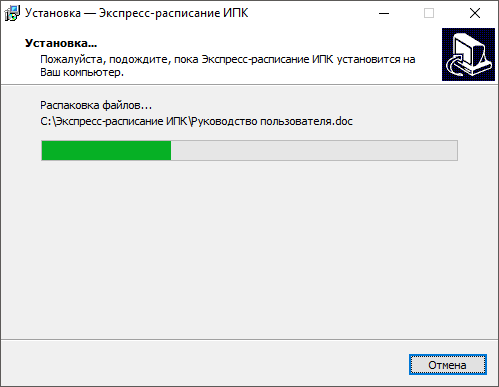 Установка — Экспресс-расписание ИПК
Установка...
Пожалуйста, подождите, пока Экспресс-расписание ИПК установится на
Ваш компьютер.
Распаковка файлов...
C:\Экспресс-расписание ИПК\Руководство пользователя.doc
Отмена